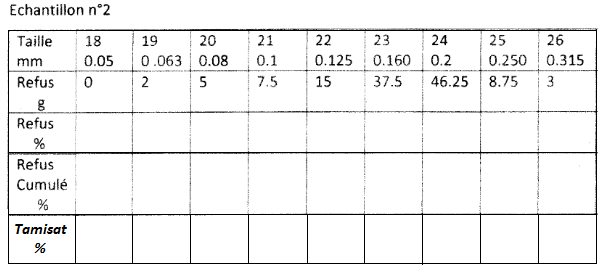 Echantillon n°2
Taille mm 18 0.05 19 0.063 20 0.08 21 0.1 22 0.125 23 0.160 24 0.2 25 0.250 26 0.315
Refus g 0 2 5 7.5 15 37.5 46.25 8.75 3
Refus %
Refus Cumulé %
Tamisat %